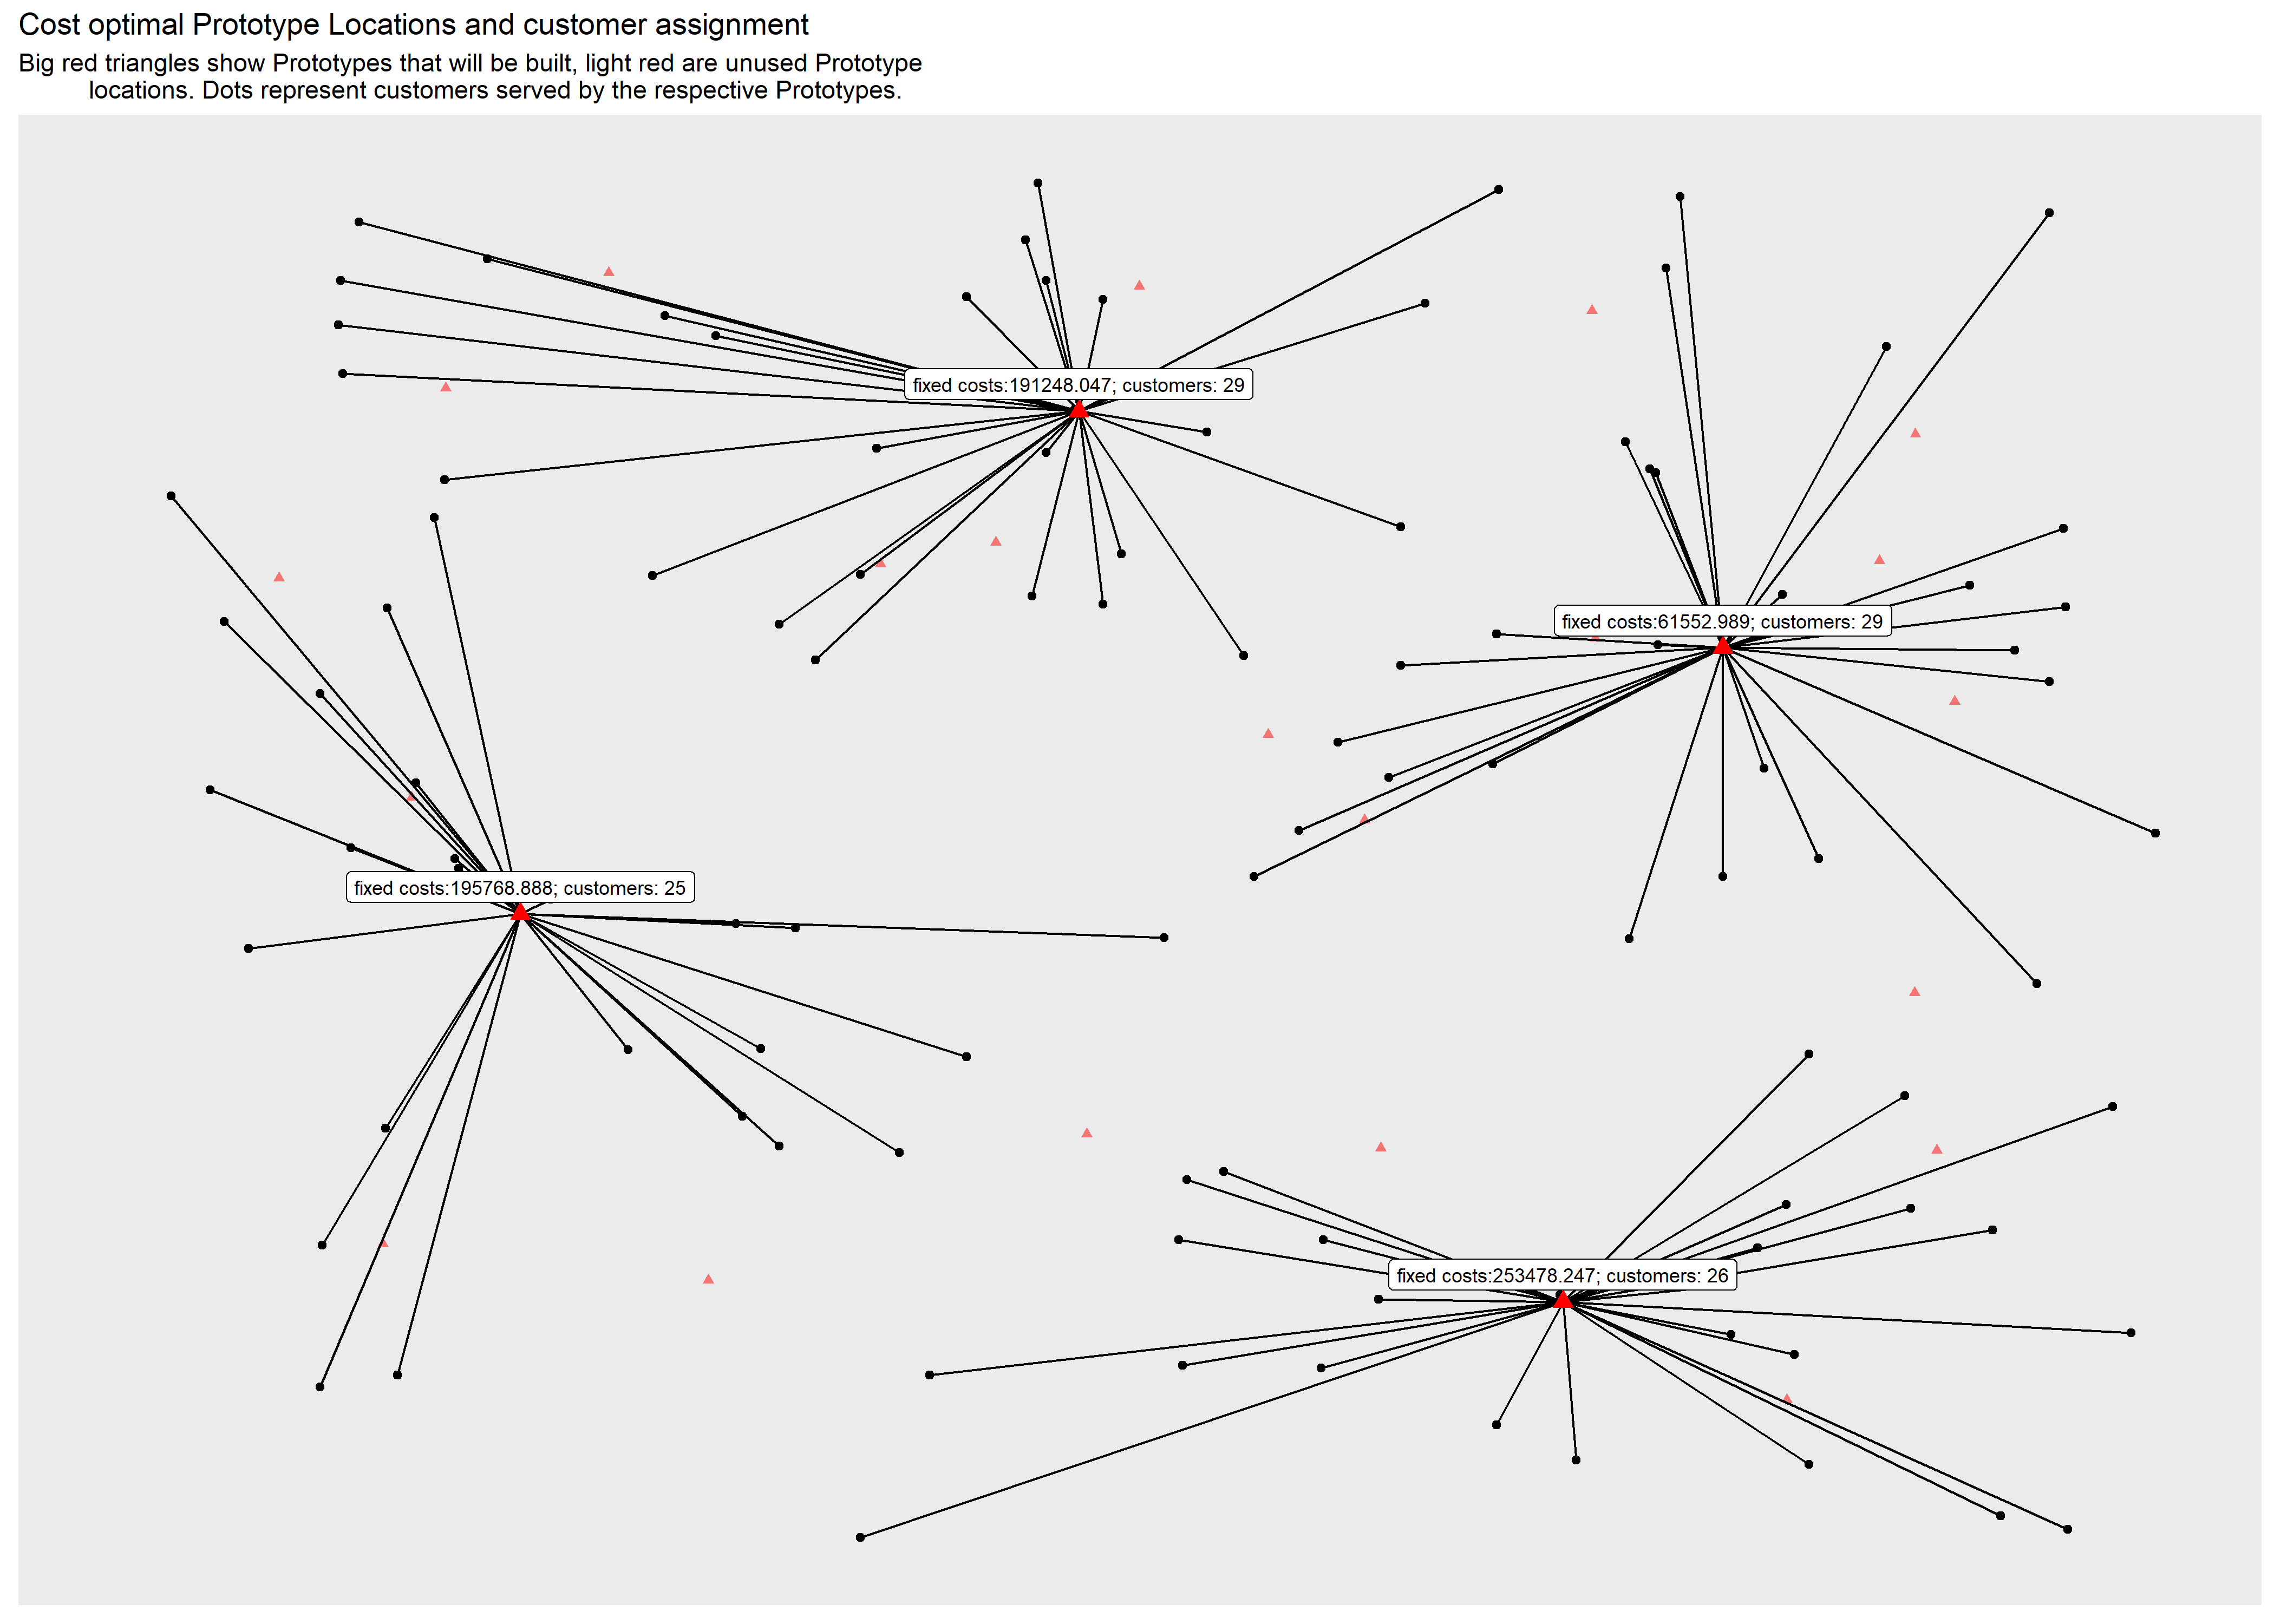 Cost optimal Prototype Locations and customer assignment
Big red triangles show Prototypes that will be built, light red are unused Prototype
locations. Dots represent customers served by the respective Prototypes.
fixed costs:191248.047; customers: 29
fixed costs:61552.989; customers: 29
fixed costs:195768.888; customers: 25
fixed costs:253478.247; customers: 26